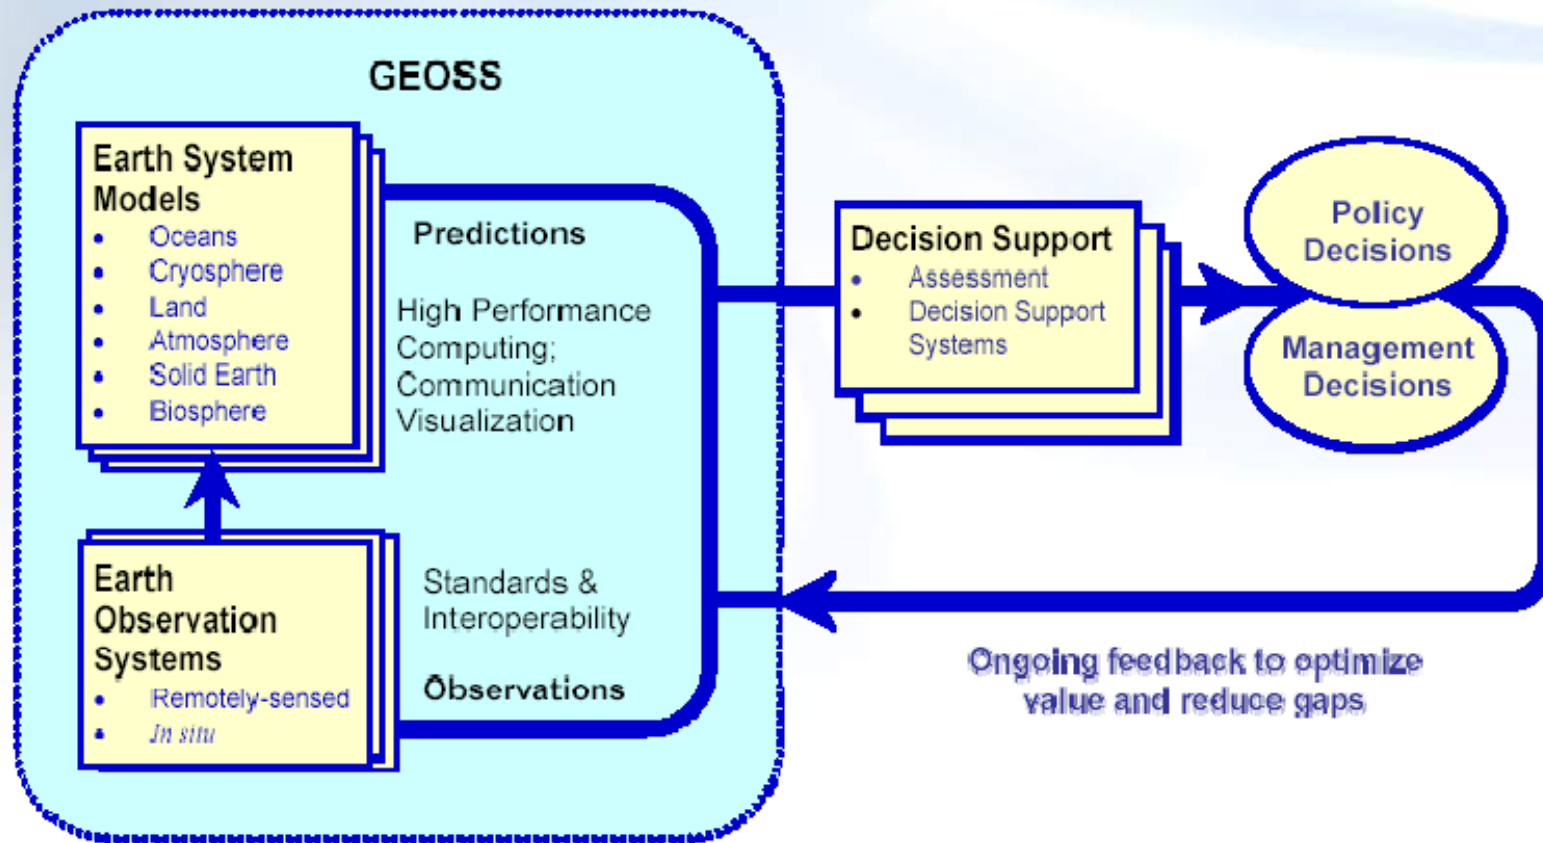 GEOSS
Earth System
Models
• Oceans
• Cryosphere
• Land
• Atmosphere
• Solid Earth
• Biosphere
Predictions
High Performance
Computing;
Communication
Visualization
Earth
Observation
Systems
• Remotely-sensed
• In situ
Standards &
Interoperability
Observations
Decision Support
• Assessment
• Decision Support
Systems
Policy
Decisions
Management
Decisions
Ongoing feedback to optimize
value and reduce gaps